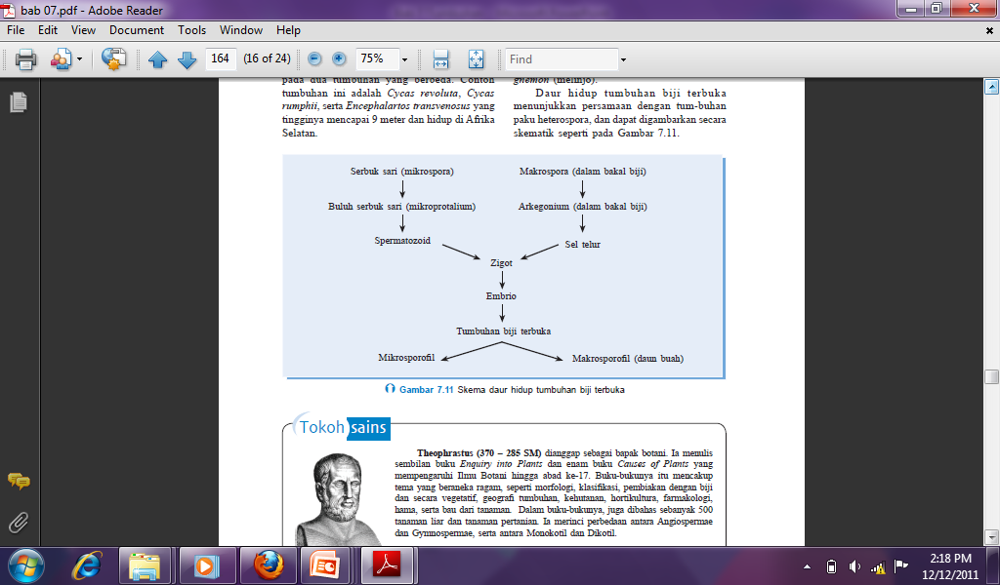 bab 07.pdf - Adobe Reader
File Edit View Document Tools Window Help
164 (16 of 24) 75% Find
pada dua tumbuhan yang berbeda. Contoh
tumbuhan ini adalah Cycas revoluta, Cycas
rumphii, serta Encephalartos transvenosus yang
tingginya mencapai 9 meter dan hidup di Afrika
Selatan.
gnemon (melinjo).
Daur hidup tumbuhan biji terbuka
menunjukkan persamaan dengan tum-buhan
paku heterospora, dan dapat digambarkan secara
skematik seperti pada Gambar 7.11.
Serbuk sari (mikrospora) Makrospora (dalam bakal biji)
Buluh serbuk sari (mikroprotalium) Arkegonium (dalam bakal biji)
Spermatozoid Sel telur
Zigot
Embrio
Tumbuhan biji terbuka
Mikrosporofil Makrosporofil (daun buah)
Gambar 7.11 Skema daur hidup tumbuhan biji terbuka
Tokoh sains
Theophrastus (370 – 285 SM) dianggap sebagai bapak botani. Ia menulis
sembilan buku Enquiry into Plants dan enam buku Causes of Plants yang
mempengaruhi Ilmu Botani hingga abad ke-17. Buku-bukunya itu mencakup
tema yang beraneka ragam, seperti morfologi, klasifikasi, pembiakan dengan biji
dan secara vegetatif, geografi tumbuhan, kehutanan, hortikultura, farmakologi,
hama, serta bau dari tanaman. Dalam buku-bukunya, juga dibahas sebanyak 500
tanaman liar dan tanaman pertanian. Ia merinci perbedaan antara Angiospermae
dan Gymnospermae, serta antara Monokotil dan Dikotil.
2:18 PM
12/12/2011